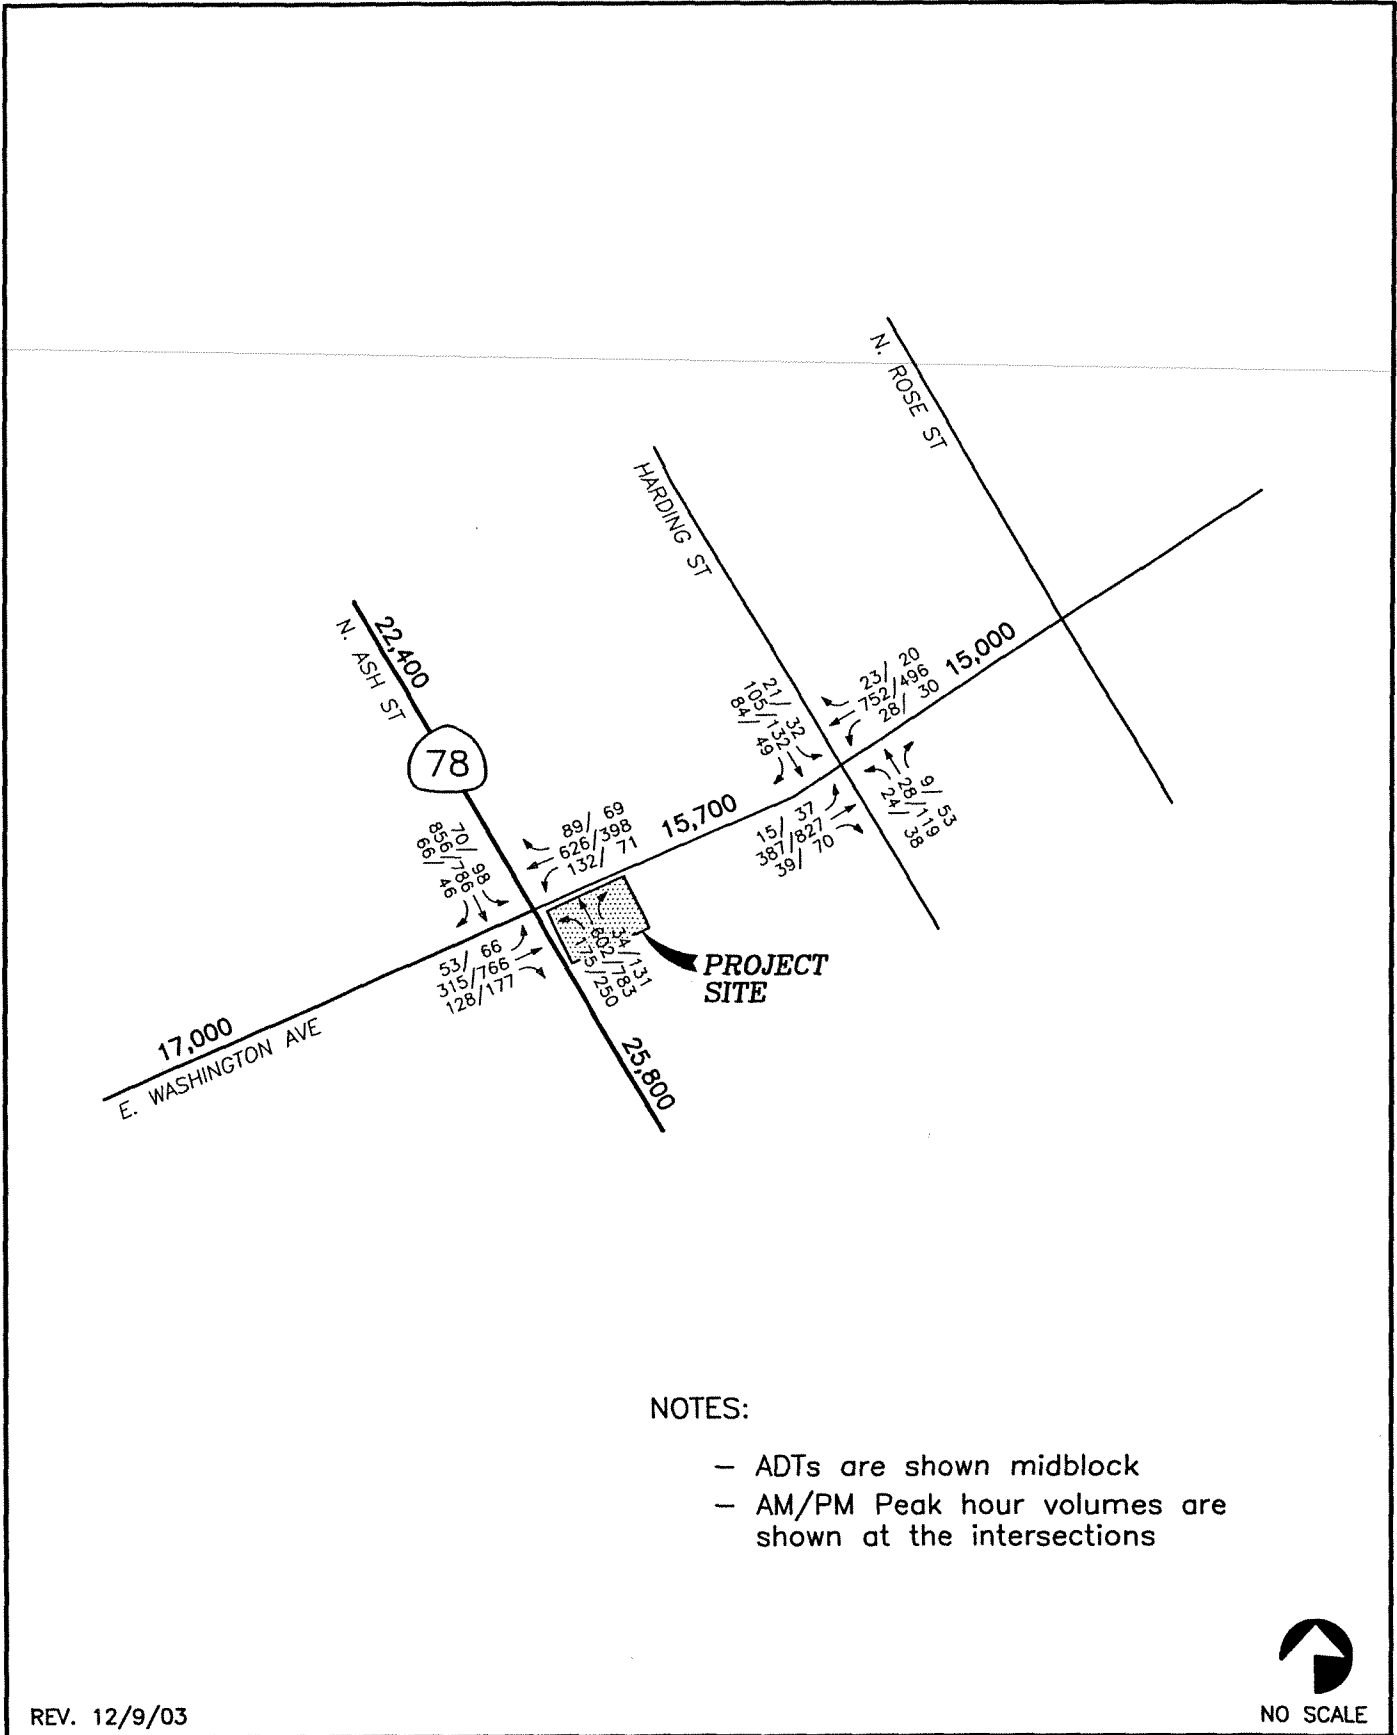 N. ROSE ST
HARDING ST
N. ASH ST
22,400
78
23/ 20
752/496
28/ 30
15,000
21/ 32
105/132
84/ 49
15/ 37
387/827
39/ 70
9/ 53
28/119
24/ 38
89/ 69
626/398
132/ 71
15,700
70/ 98
856/786
66/ 46
53/ 66
315/766
128/177
34/131
602/783
175/250
PROJECT
SITE
17,000
E. WASHINGTON AVE
25,800
NOTES:
– ADTs are shown midblock
– AM/PM Peak hour volumes are
shown at the intersections
REV. 12/9/03
NO SCALE